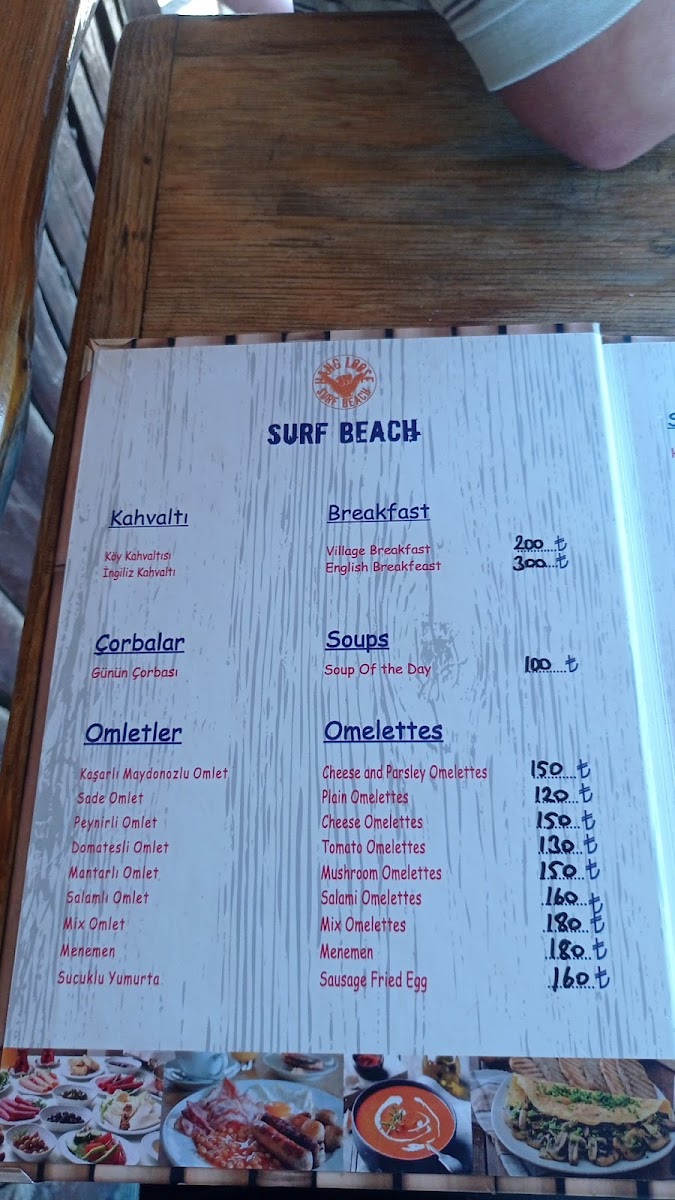 HANG LOOSE
SURF BEACH
SURF BEACH
Kahvaltı Breakfast
Köy Kahvaltısı Village Breakfast 200 ₺
İngiliz Kahvaltı English Breakfeast 300 ₺
Çorbalar Soups
Günün Çorbası Soup Of the Day 100 ₺
Omletler Omelettes
Kaşarlı Maydonozlu Omlet Cheese and Parsley Omelettes 150 ₺
Sade Omlet Plain Omelettes 120 ₺
Peynirli Omlet Cheese Omelettes 150 ₺
Domatesli Omlet Tomato Omelettes 130 ₺
Mantarlı Omlet Mushroom Omelettes 150 ₺
Salamlı Omlet Salami Omelettes 160 ₺
Mix Omlet Mix Omelettes 180 ₺
Menemen Menemen 180 ₺
Sucuklu Yumurta Sausage Fried Egg 160 ₺